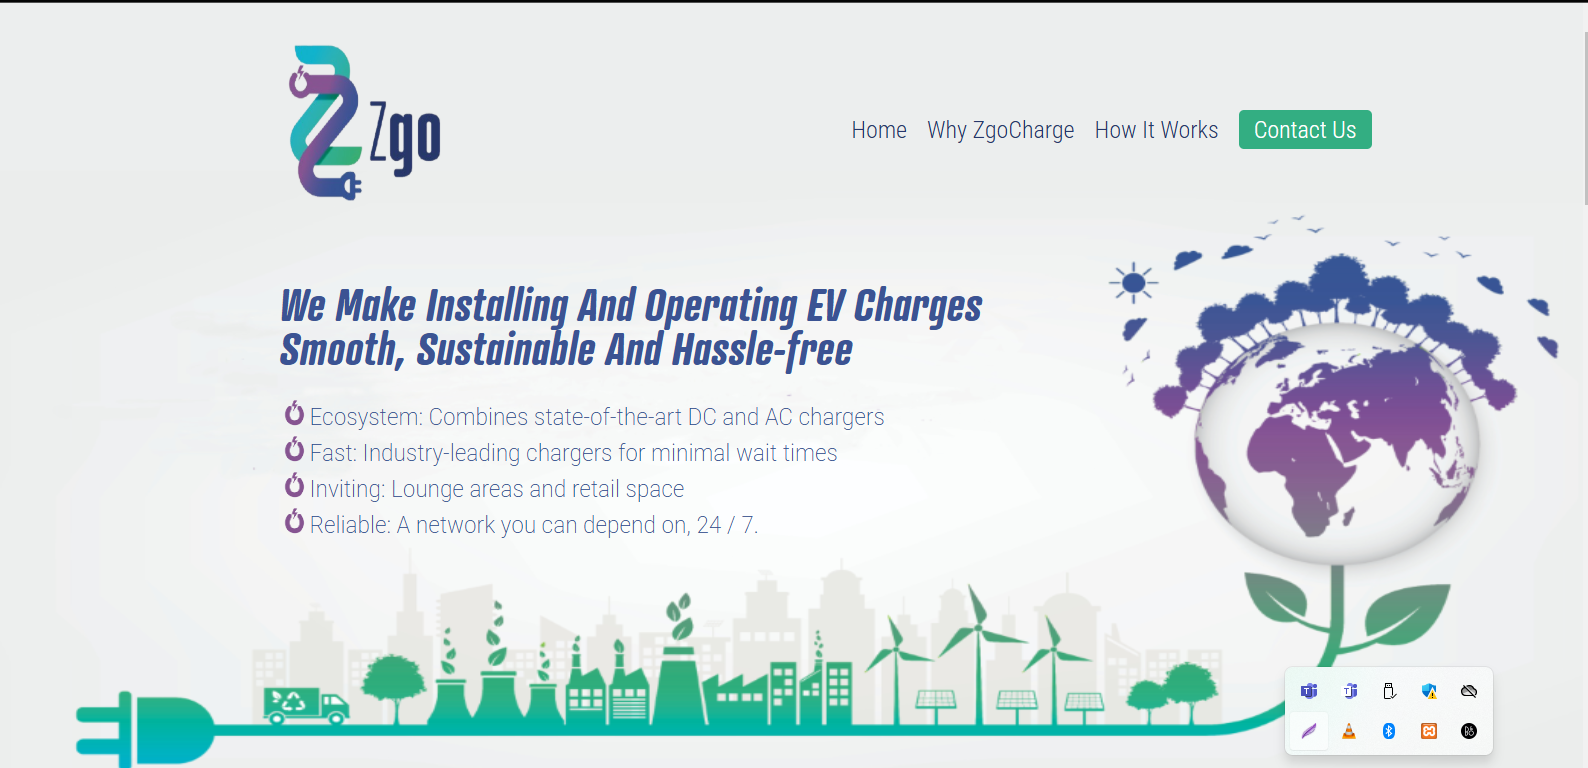 Zgo
Home Why ZgoCharge How It Works Contact Us
We Make Installing And Operating EV Charges
Smooth, Sustainable And Hassle-free
Ecosystem: Combines state-of-the-art DC and AC chargers
Fast: Industry-leading chargers for minimal wait times
Inviting: Lounge areas and retail space
Reliable: A network you can depend on, 24 / 7.